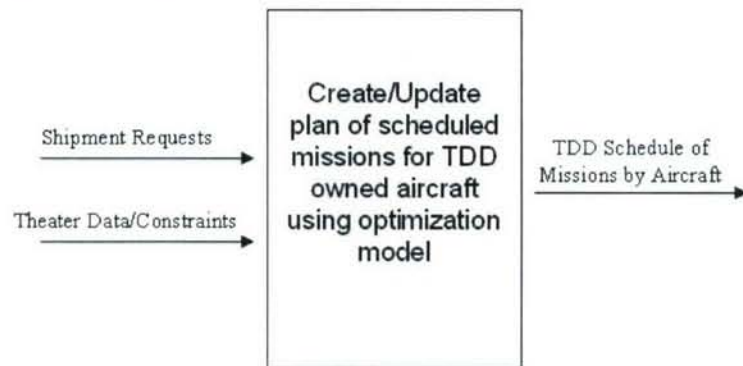 Shipment Requests
Theater Data/Constraints
Create/Update
plan of scheduled
missions for TDD
owned aircraft
using optimization
model
TDD Schedule of
Missions by Aircraft